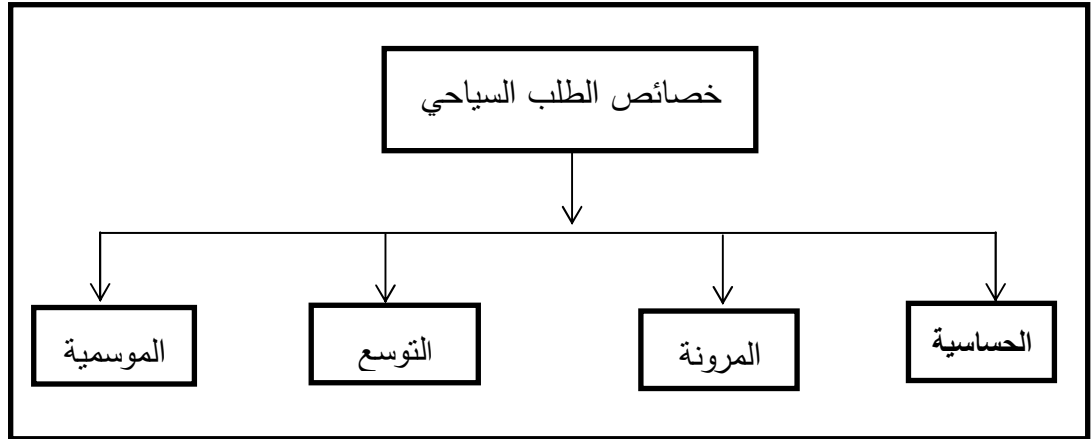 خصائص الطلب السياحي
الحساسية
المرونة
التوسع
الموسمية